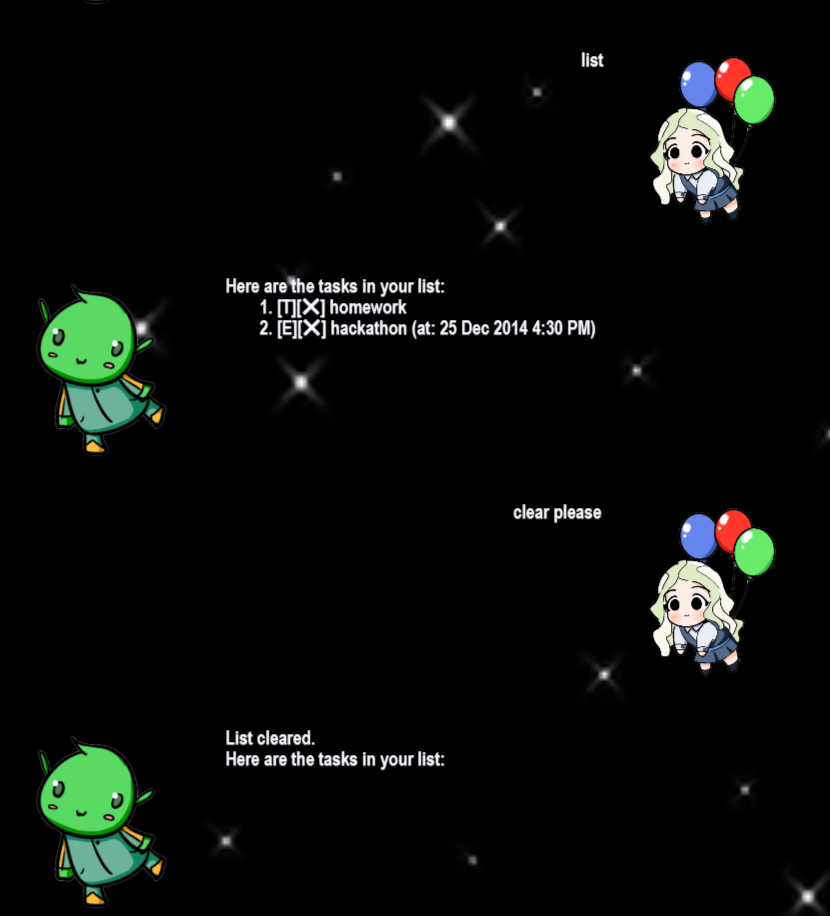 list
Here are the tasks in your list:
1. [T][✕] homework
2. [E][✕] hackathon (at: 25 Dec 2014 4:30 PM)
clear please
List cleared.
Here are the tasks in your list: